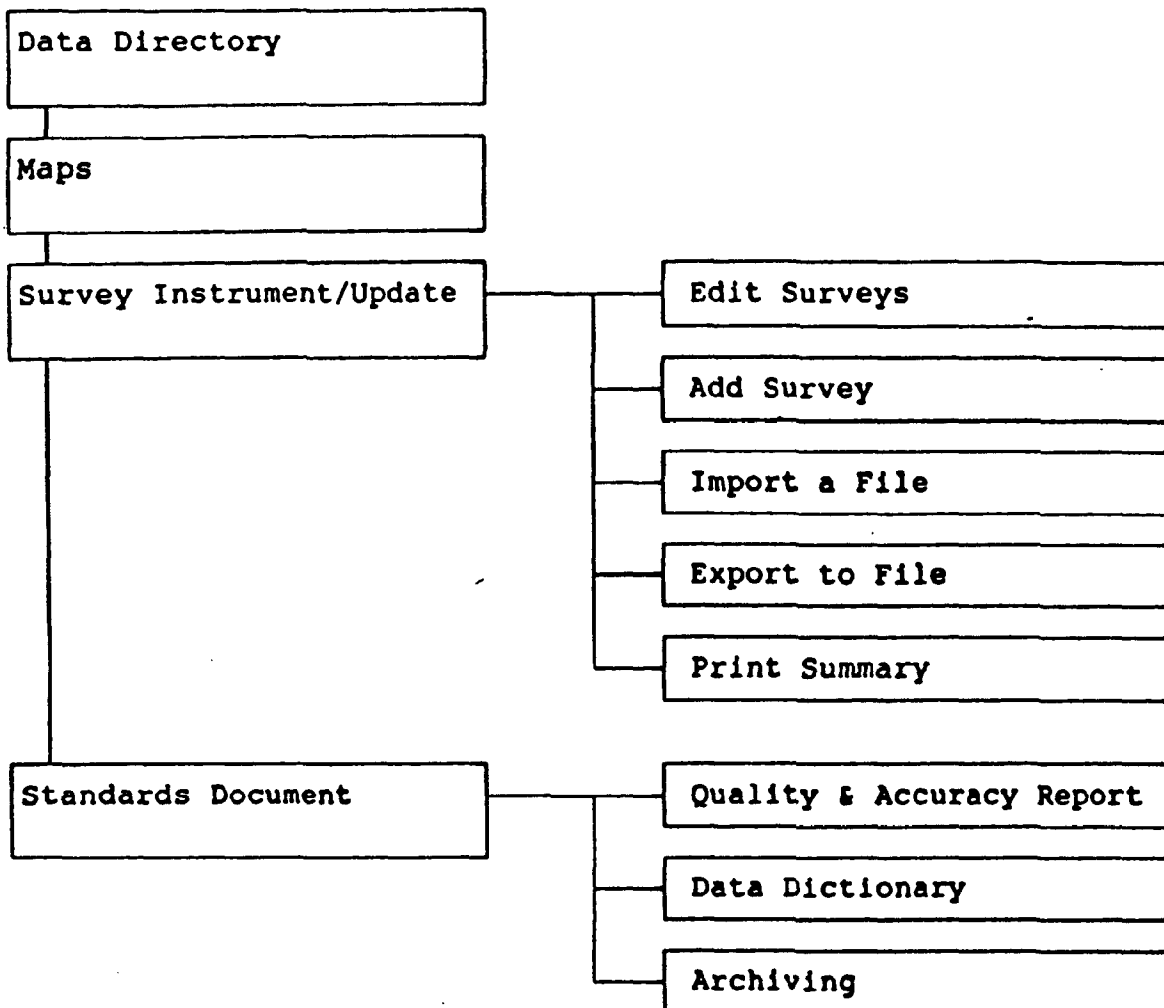 Data Directory
Maps
Survey Instrument/Update
Edit Surveys
Add Survey
Import a File
Export to File
Print Summary
Standards Document
Quality & Accuracy Report
Data Dictionary
Archiving